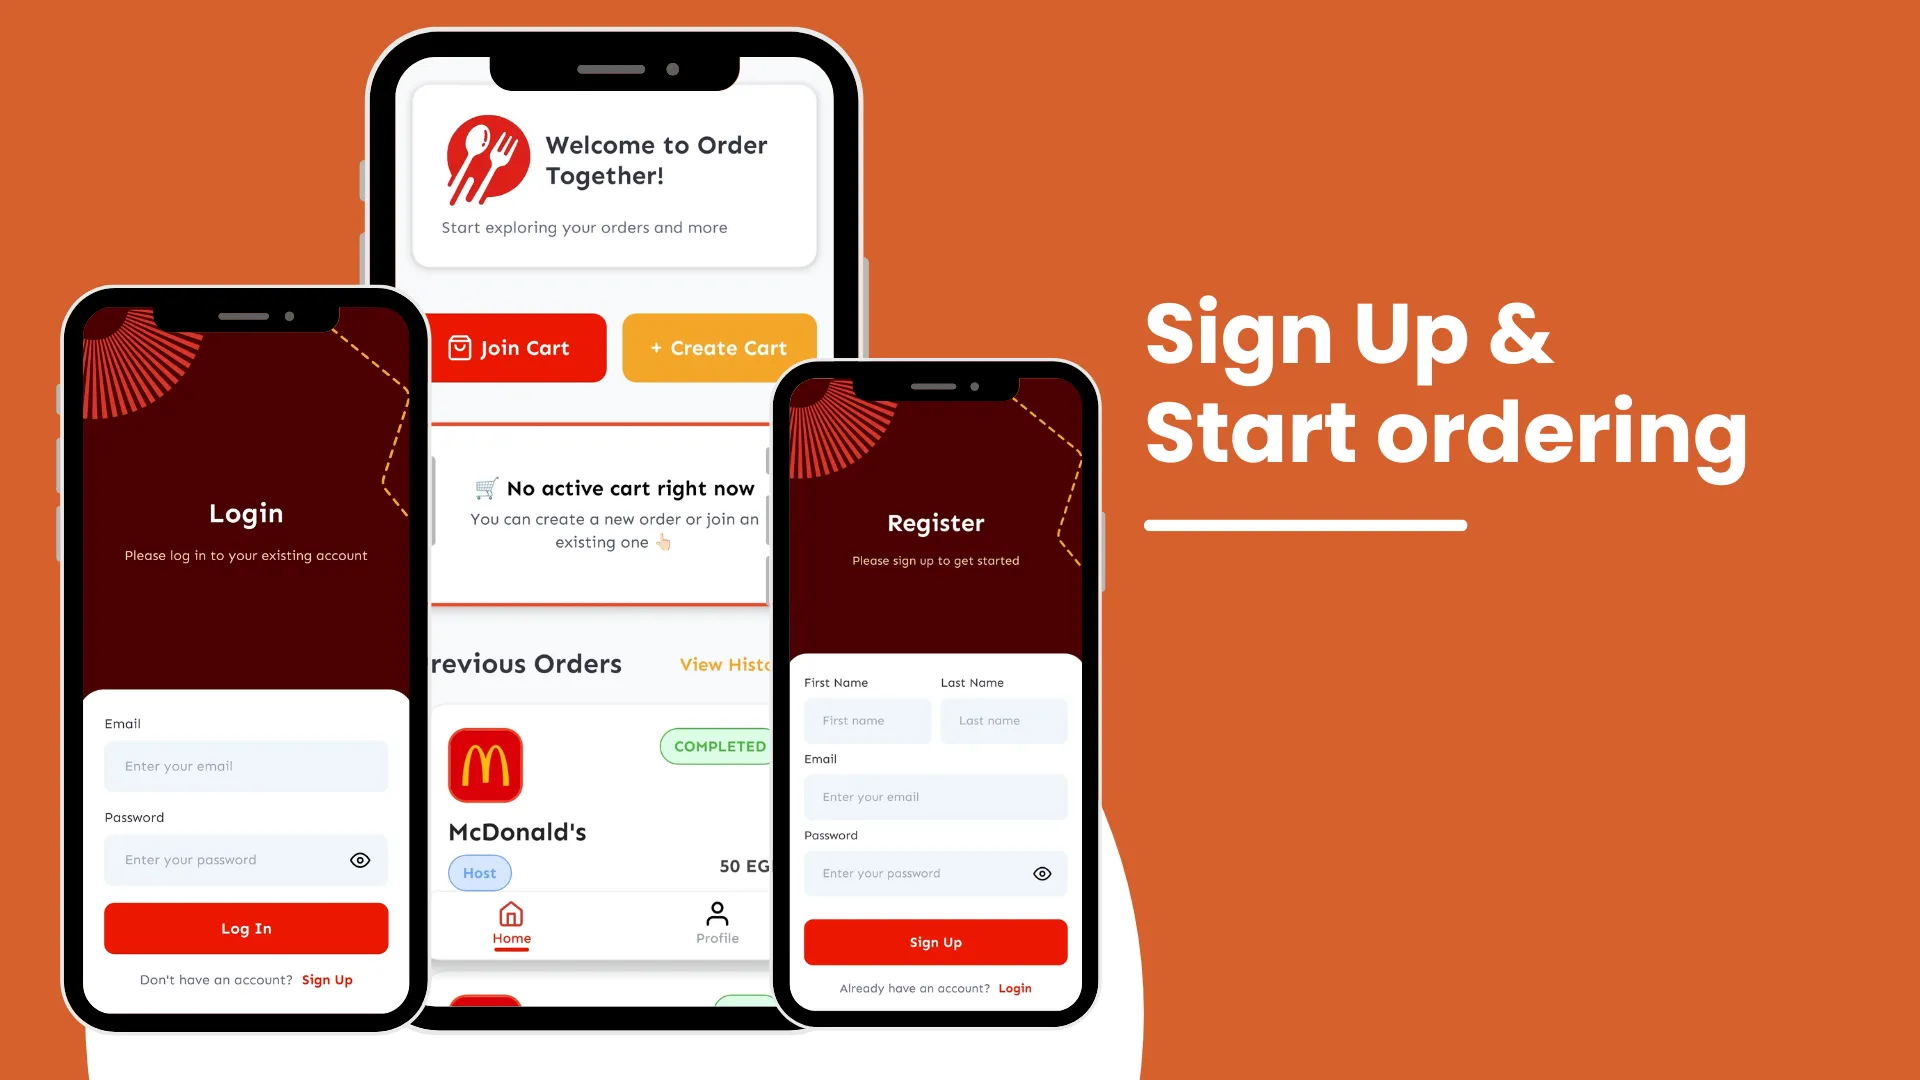 Welcome to Order
Together!
Start exploring your orders and more
Join Cart
+ Create Cart
No active cart right now
You can create a new order or join an
existing one
revious Orders
View Histo
COMPLETED
McDonald's
50 EG
Host
Home
Profile
Login
Please log in to your existing account
Email
Enter your email
Password
Enter your password
Log In
Don't have an account? Sign Up
Register
Please sign up to get started
First Name
Last Name
First name
Last name
Email
Enter your email
Password
Enter your password
Sign Up
Already have an account? Login
Sign Up &
Start ordering